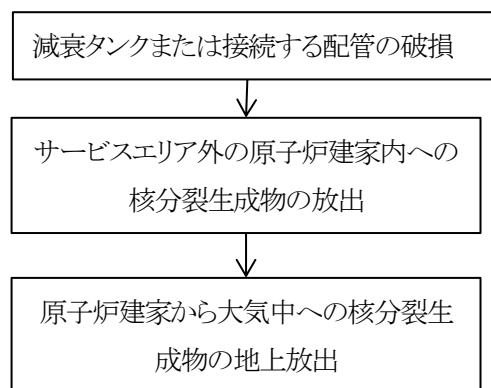 減衰タンクまたは接続する配管の破損
サービスエリア外の原子炉建家内への
核分裂生成物の放出
原子炉建家から大気中への核分裂生
成物の地上放出